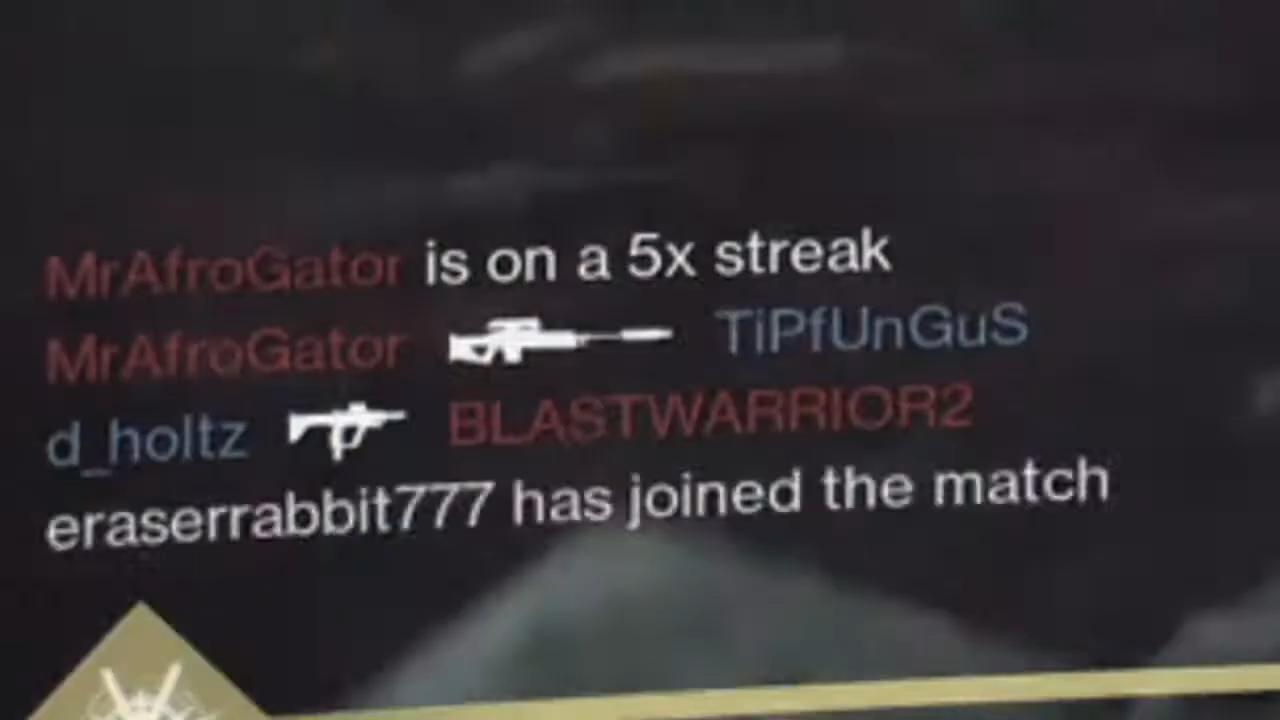 MrAfroGator is on a 5x streak
MrAfroGator TiPfUnGuS
d_holtz BLASTWARRIOR2
eraserrabbit777 has joined the match